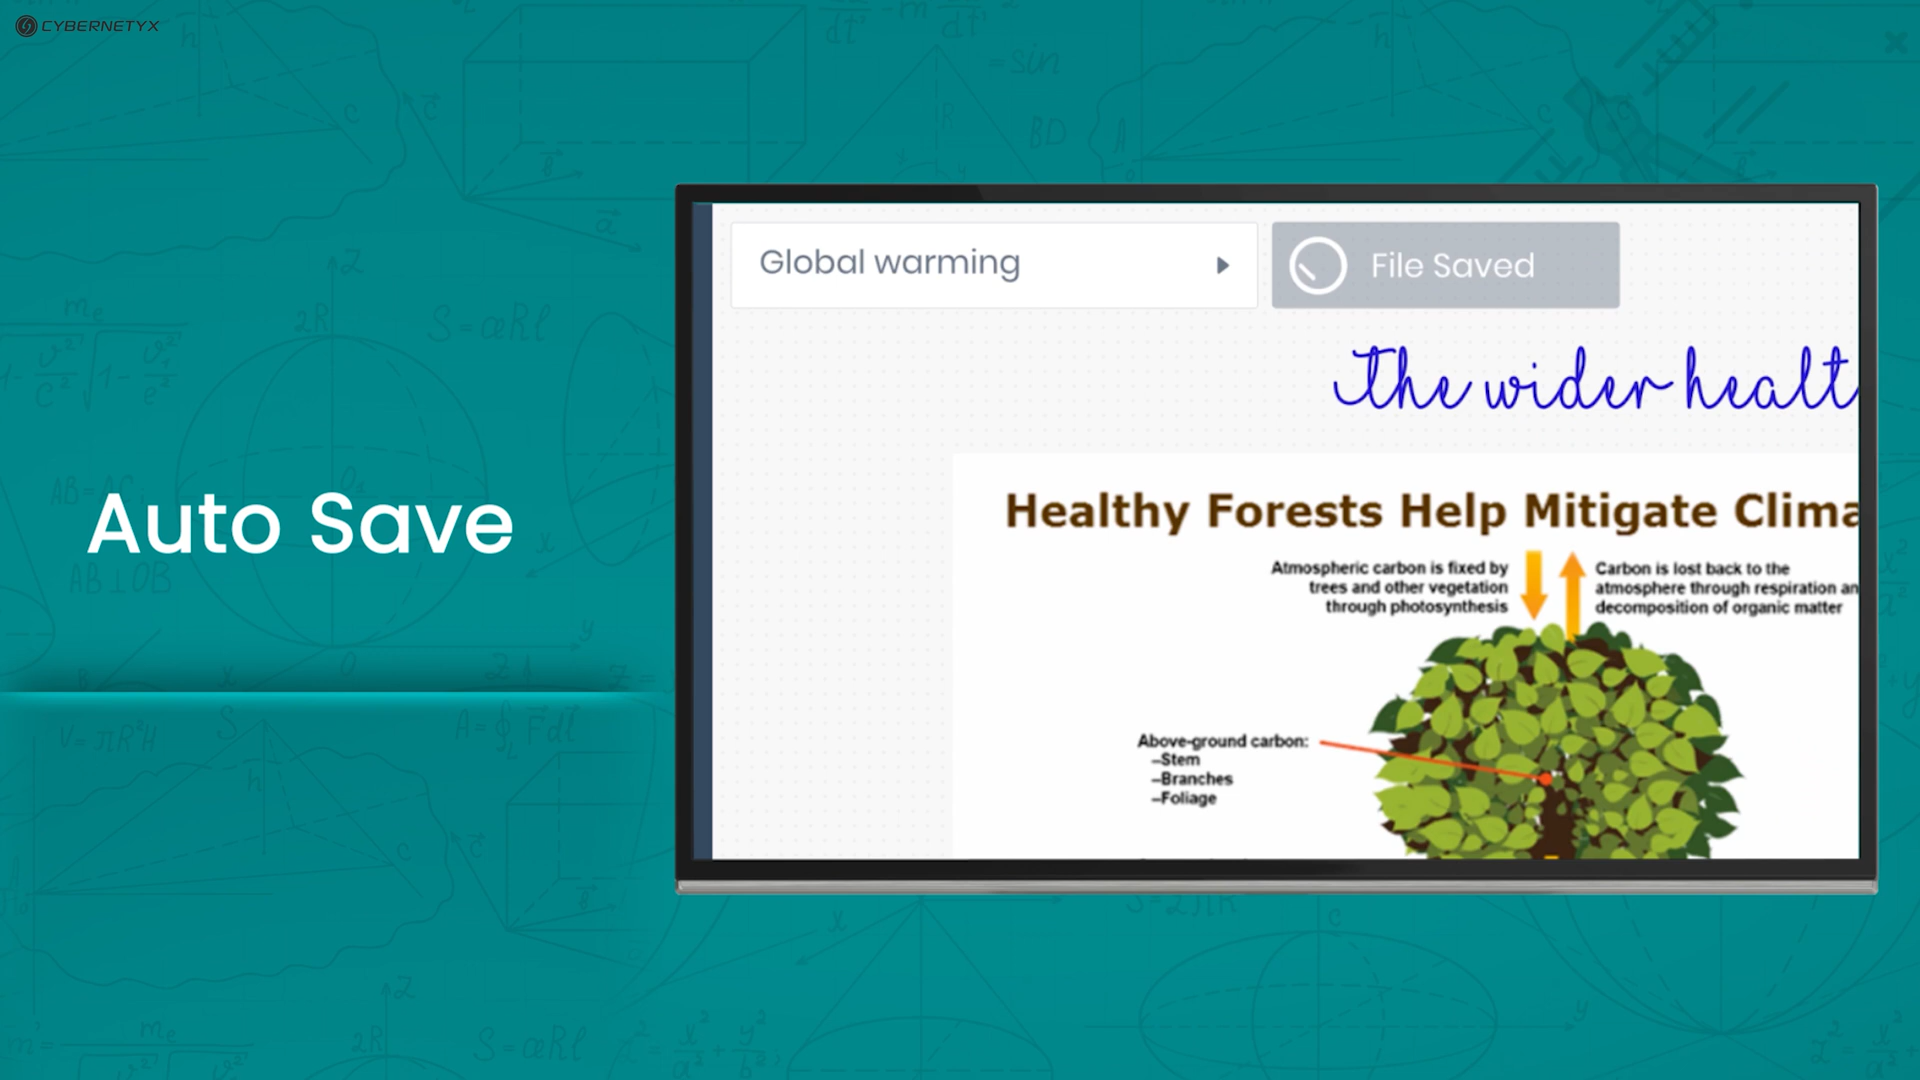 CYBERNETYX
Auto Save
Global warming
File Saved
The wider healt
Healthy Forests Help Mitigate Clima
Atmospheric carbon is fixed by
trees and other vegetation
through photosynthesis
Carbon is lost back to the
atmosphere through respiration an
decomposition of organic matter
Above-ground carbon:
–Stem
–Branches
–Foliage